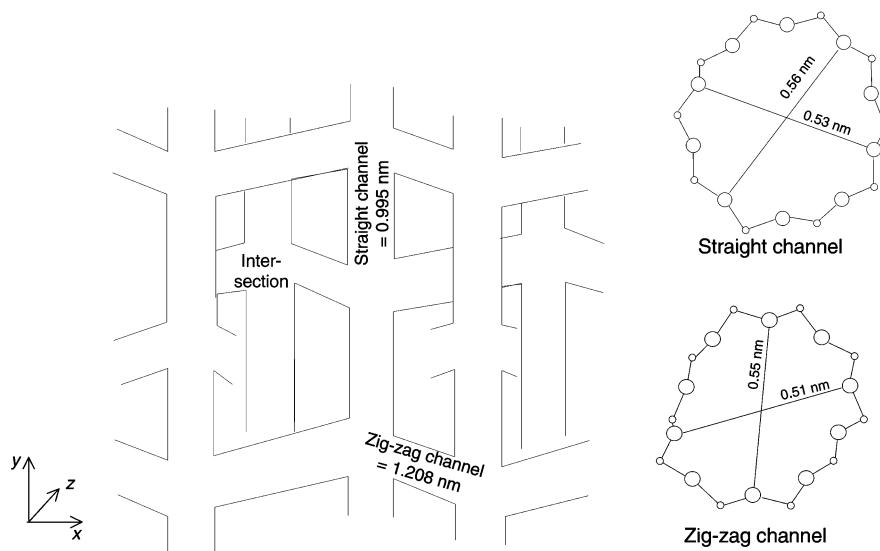 Straight channel
= 0.995 nm
Inter-
section
Zig-zag channel
= 1.208 nm
y
z
x
0.56 nm
0.53 nm
Straight channel
0.55 nm
0.51 nm
Zig-zag channel